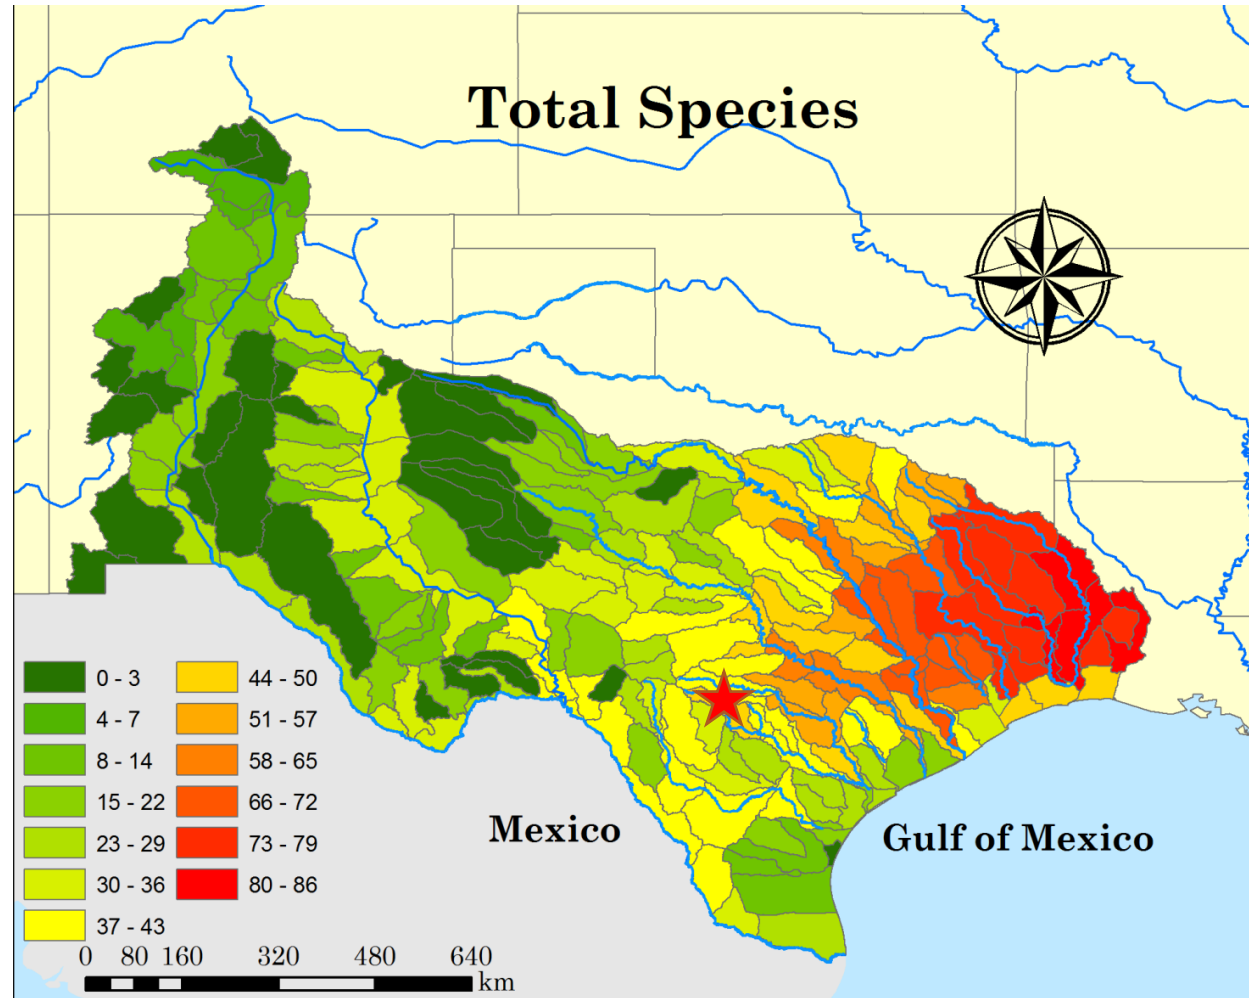 Total Species
0 - 3
4 - 7
8 - 14
15 - 22
23 - 29
30 - 36
37 - 43
44 - 50
51 - 57
58 - 65
66 - 72
73 - 79
80 - 86
Mexico
Gulf of Mexico
0 80 160 320 480 640
km